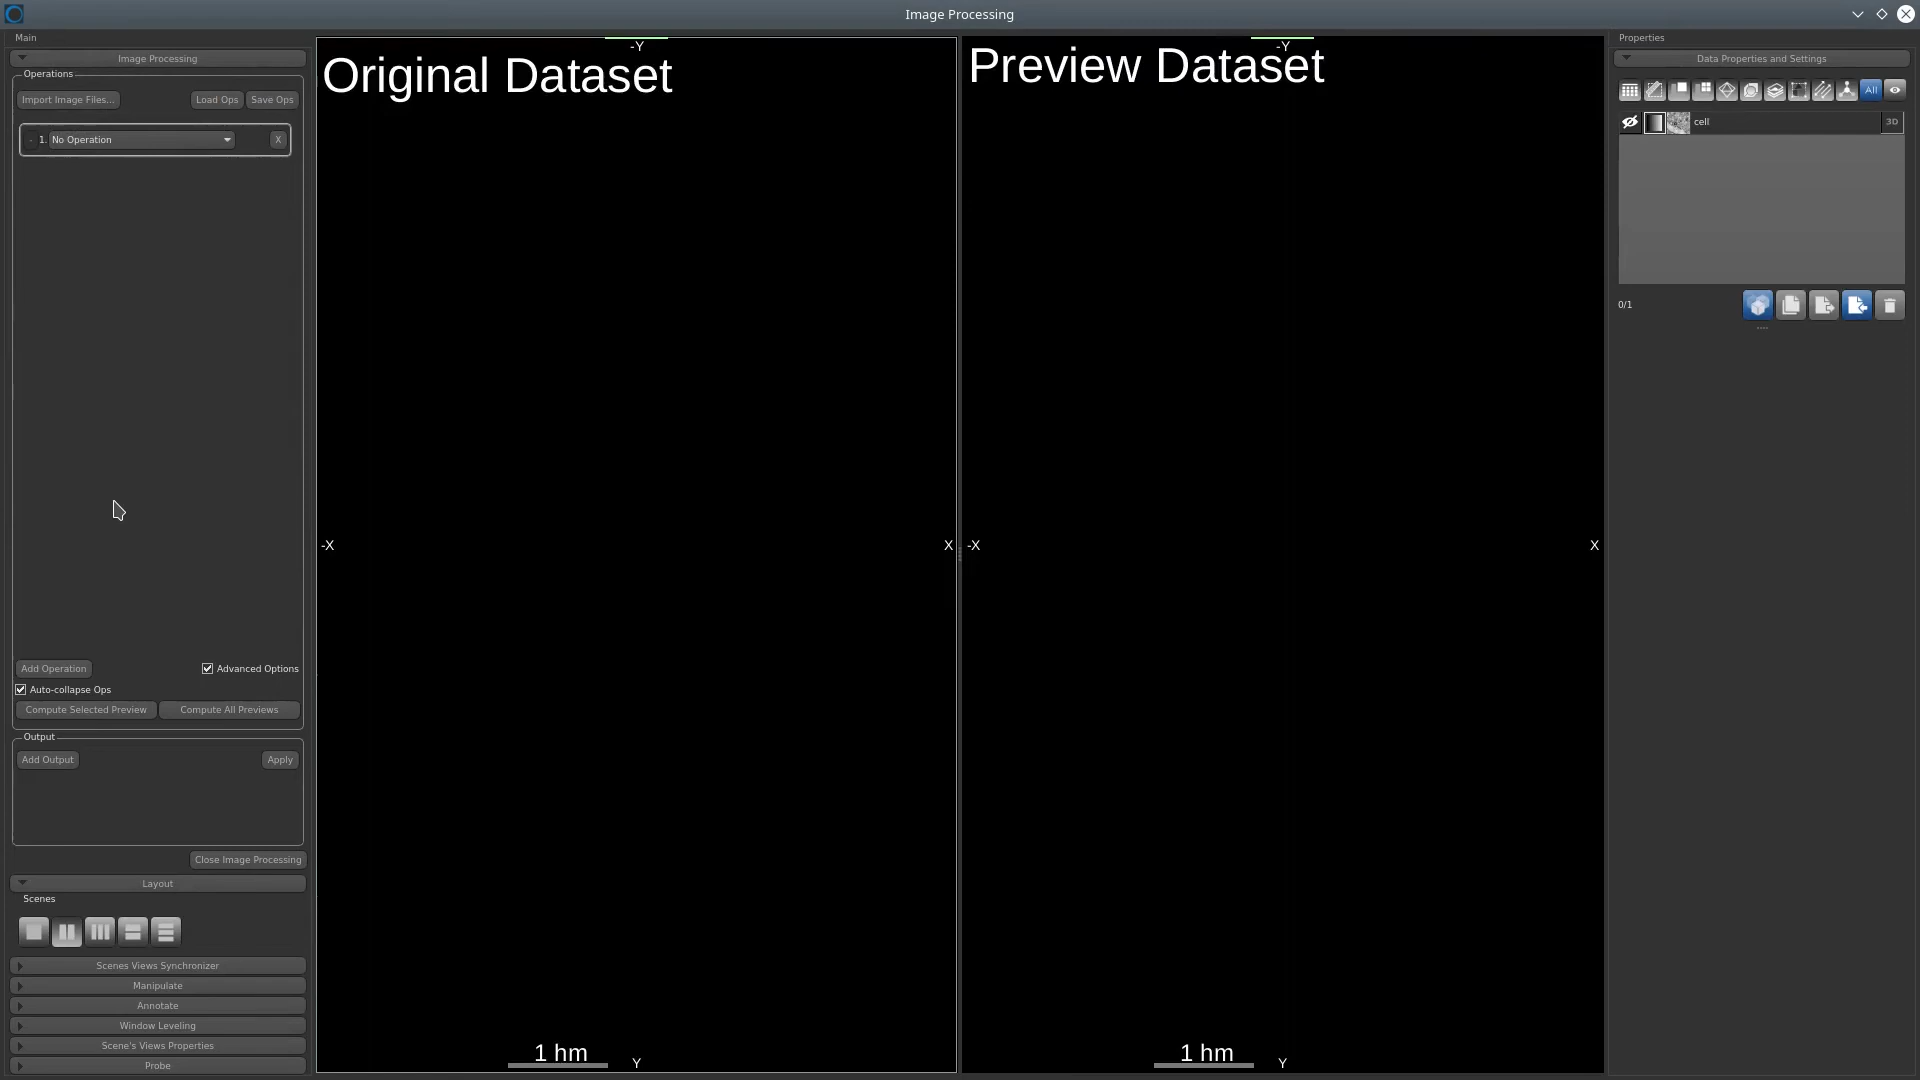 Image Processing
Main
Image Processing
Operations
Import Image Files...
Load Ops
Save Ops
1.
No Operation
X
Add Operation
Advanced Options
Auto-collapse Ops
Compute Selected Preview
Compute All Previews
Output
Add Output
Apply
Close Image Processing
Layout
Scenes
Scenes Views Synchronizer
Manipulate
Annotate
Window Leveling
Scene's Views Properties
Probe
-Y
Original Dataset
-X
X
1 hm
Y
-Y
Preview Dataset
-X
X
1 hm
Y
Properties
Data Properties and Settings
All
cell
3D
0/1